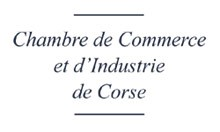 Chambre de Commerce
et d’Industrie
de Corse